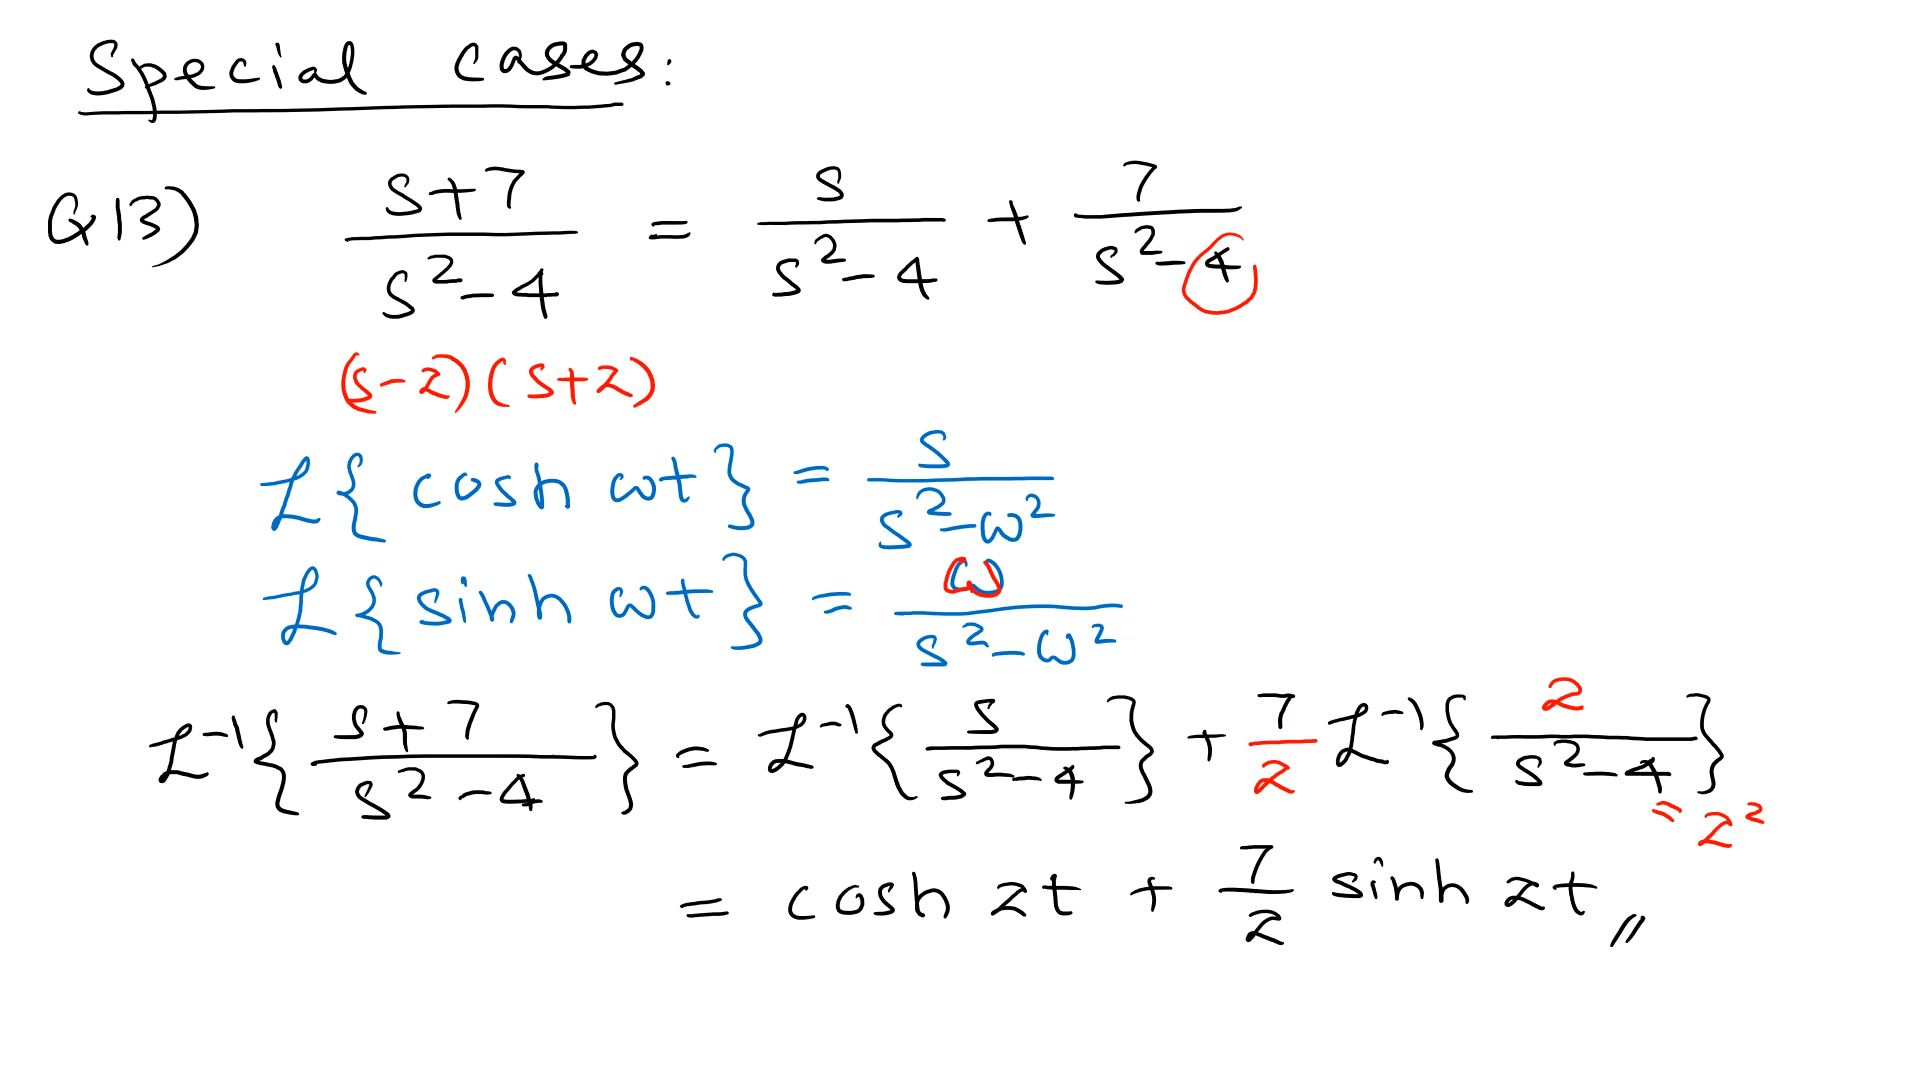 Special cases:
Q13) (s+7)/(s²-4) = s/(s²-4) + 7/(s²-4)
(s-2)(s+2)
ℒ{cosh ωt} = s/(s²-ω²)
ℒ{sinh ωt} = ω/(s²-ω²)
ℒ⁻¹{(s+7)/(s²-4)} = ℒ⁻¹{s/(s²-4)} + 7/2 ℒ⁻¹{2/(s²-4)}
= 2²
= cosh 2t + 7/2 sinh 2t //